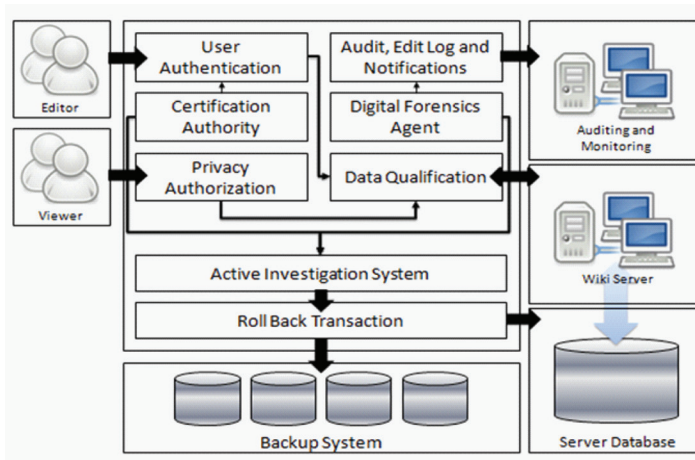 Editor
Viewer
User
Authentication
Certification
Authority
Privacy
Authorization
Audit, Edit Log and
Notifications
Digital Forensics
Agent
Data Qualification
Active Investigation System
Roll Back Transaction
Backup System
Auditing and
Monitoring
Wiki Server
Server Database